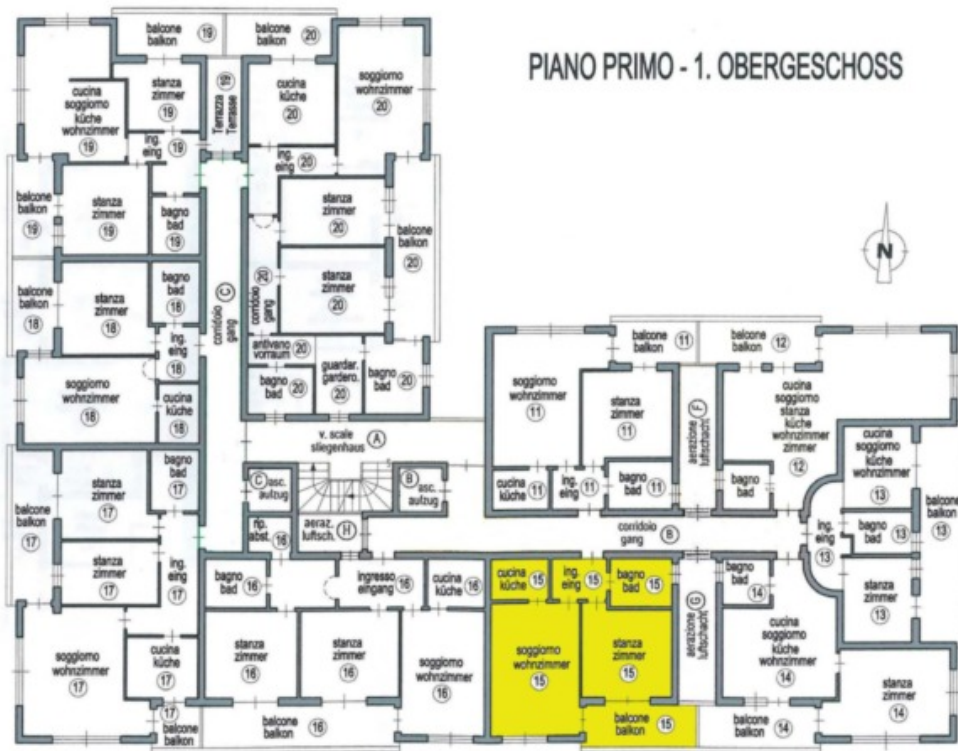 PIANO PRIMO - 1. OBERGESCHOSS
N
balcone
balkon
19
balcone
balkon
20
cucina
soggiorno
küche
wohnzimmer
19
stanza
zimmer
19
Terrazza
Terrasse
19
cucina
küche
20
soggiorno
wohnzimmer
20
ing.
eing
19
ing.
eing
20
balcone
balkon
19
stanza
zimmer
19
bagno
bad
19
stanza
zimmer
20
balcone
balkon
20
balcone
balkon
18
stanza
zimmer
18
bagno
bad
18
corridoio
gang
C
corridoio
gang
20
stanza
zimmer
20
ing.
eing
18
soggiorno
wohnzimmer
18
cucina
küche
18
antivano
vorraum
20
bagno
bad
20
guardar.
gardero.
20
bagno
bad
20
v. scale
stiegenhaus
A
balcone
balkon
17
stanza
zimmer
17
bagno
bad
17
C
asc.
aufzug
B
asc.
aufzug
aeraz.
luftsch.
H
rip.
abst.
16
stanza
zimmer
17
ing.
eing
17
soggiorno
wohnzimmer
17
cucina
küche
17
17
balcone
balkon
bagno
bad
16
ingresso
eingang
16
cucina
küche
16
stanza
zimmer
16
stanza
zimmer
16
soggiorno
wohnzimmer
16
balcone
balkon
16
soggiorno
wohnzimmer
11
balcone
balkon
11
stanza
zimmer
11
cucina
küche
11
ing.
eing
11
bagno
bad
11
aerazione
luftschacht
F
balcone
balkon
12
cucina
soggiorno
stanza
küche
wohnzimmer
zimmer
12
bagno
bad
cucina
soggiorno
küche
wohnzimmer
13
balcone
balkon
13
corridoio
gang
B
ing.
eing
13
bagno
bad
13
stanza
zimmer
13
cucina
küche
15
ing.
eing
15
bagno
bad
15
soggiorno
wohnzimmer
15
stanza
zimmer
15
balcone
balkon
15
aerazione
luftschacht
G
bagno
bad
14
cucina
soggiorno
küche
wohnzimmer
14
stanza
zimmer
14
balcone
balkon
14